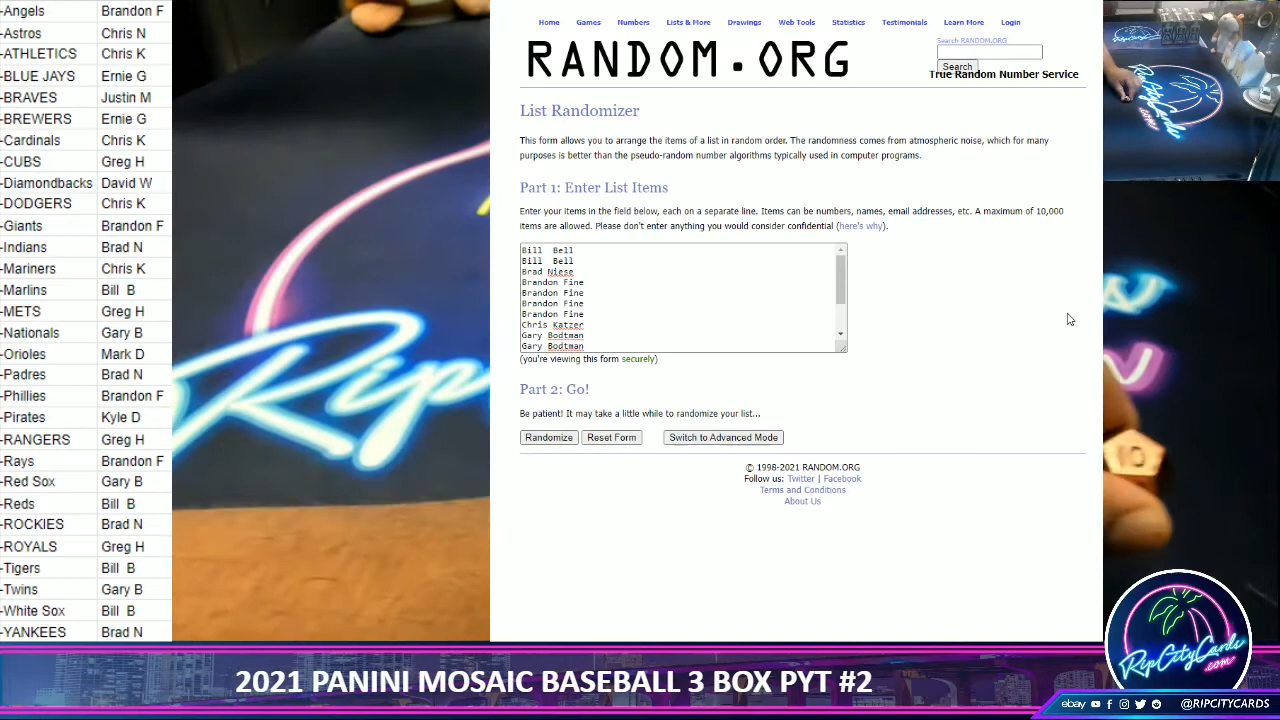 -Angels Brandon F
-Astros Chris N
-ATHLETICS Chris K
-BLUE JAYS Ernie G
-BRAVES Justin M
-BREWERS Ernie G
-Cardinals Chris K
-CUBS Greg H
-Diamondbacks David W
-DODGERS Chris K
-Giants Brandon F
-Indians Brad N
-Mariners Chris K
-Marlins Bill B
-METS Greg H
-Nationals Gary B
-Orioles Mark D
-Padres Brad N
-Phillies Brandon F
-Pirates Kyle D
-RANGERS Greg H
-Rays Brandon F
-Red Sox Gary B
-Reds Bill B
-ROCKIES Brad N
-ROYALS Greg H
-Tigers Bill B
-Twins Gary B
-White Sox Bill B
-YANKEES Brad N
Rip
Home Games Numbers Lists & More Drawings Web Tools Statistics Testimonials Learn More Login
RANDOM.ORG
Search RANDOM.ORG
Search
True Random Number Service
List Randomizer
This form allows you to arrange the items of a list in random order. The randomness comes from atmospheric noise, which for many
purposes is better than the pseudo-random number algorithms typically used in computer programs.
Part 1: Enter List Items
Enter your items in the field below, each on a separate line. Items can be numbers, names, email addresses, etc. A maximum of 10,000
items are allowed. Please don't enter anything you would consider confidential (here's why).
Bill Bell
Bill Bell
Brad Niese
Brandon Fine
Brandon Fine
Brandon Fine
Brandon Fine
Chris Katzer
Gary Bodtman
Gary Bodtman
(you're viewing this form securely)
Part 2: Go!
Be patient! It may take a little while to randomize your list...
Randomize Reset Form Switch to Advanced Mode
© 1998-2021 RANDOM.ORG
Follow us: Twitter | Facebook
Terms and Conditions
About Us
2021 PANINI MOSAIC BASEBALL 3 BOX PYT #2
RipCityCards
.com
ebay @RIPCITYCARDS